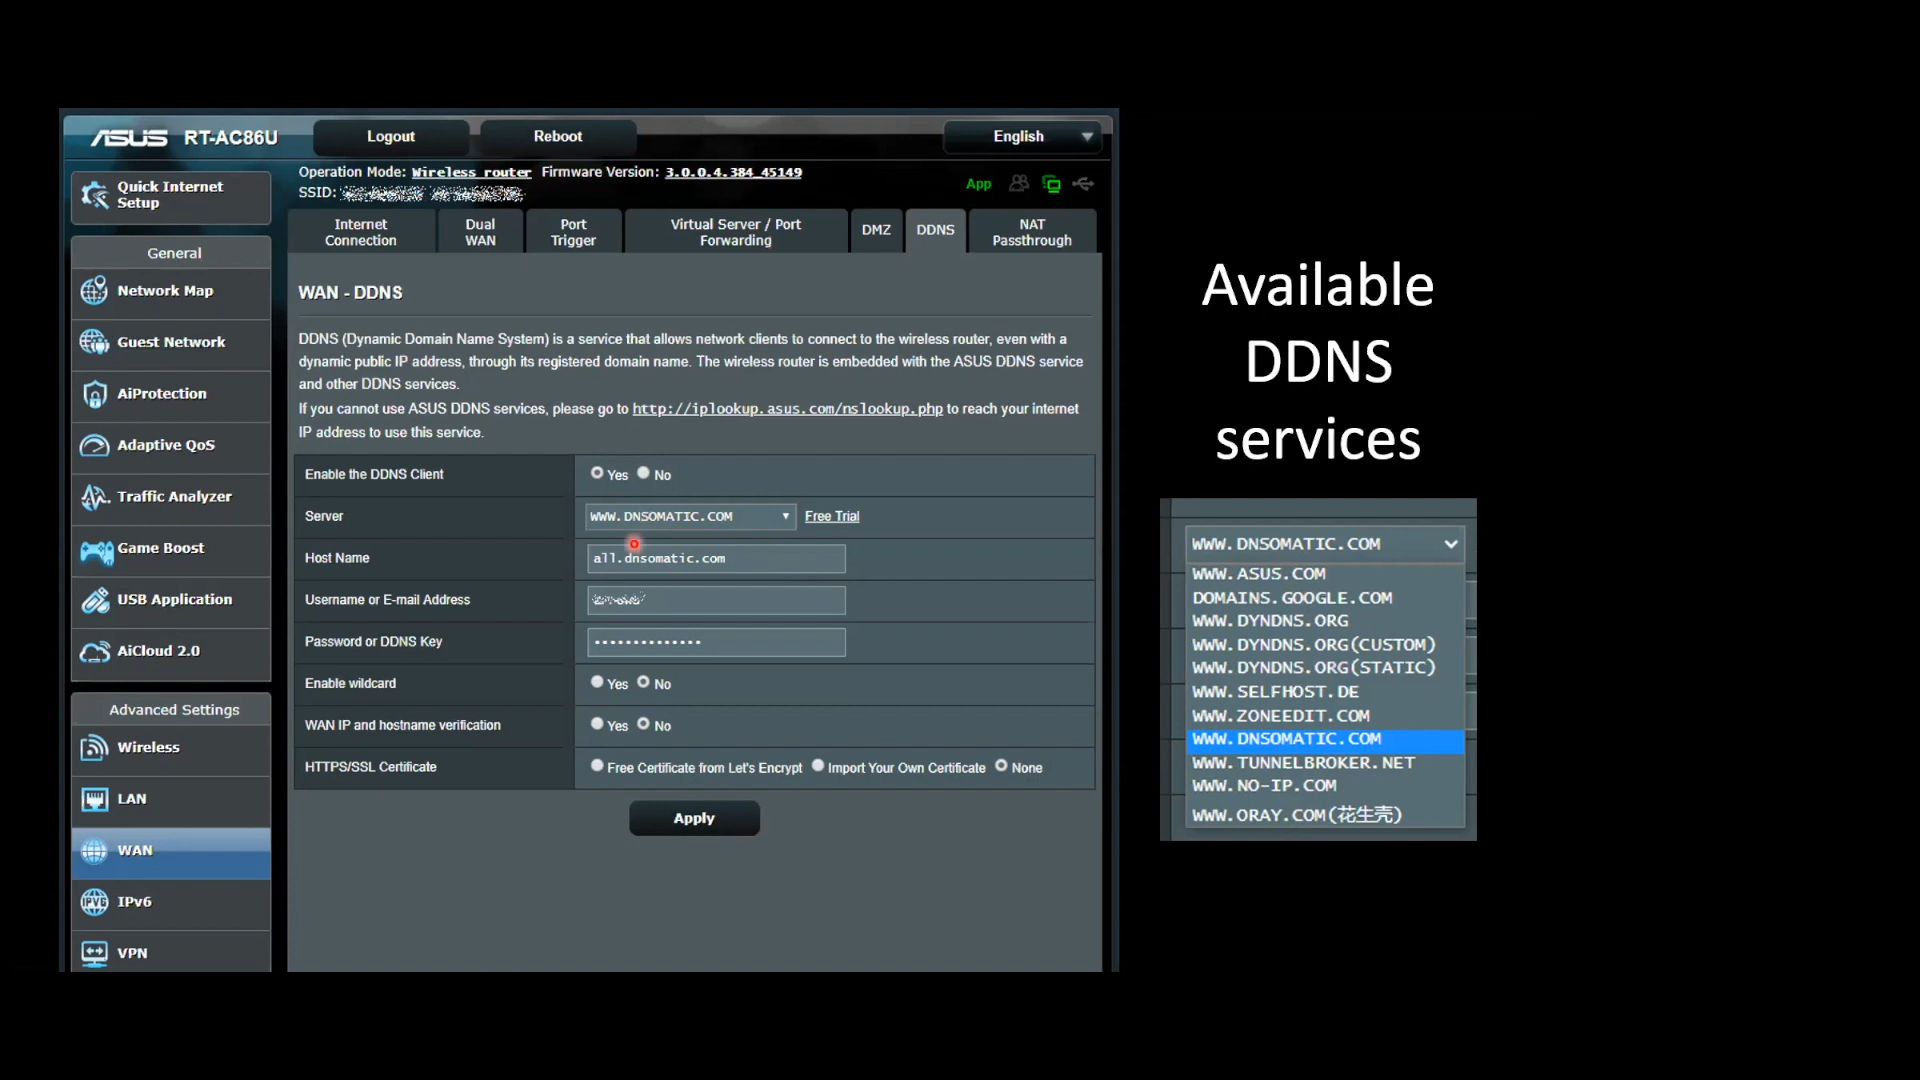 ASUS RT-AC86U
Logout
Reboot
English
Operation Mode: Wireless router Firmware Version: 3.0.0.4.384_45149
SSID:
App
Quick Internet
Setup
General
Network Map
Guest Network
AiProtection
Adaptive QoS
Traffic Analyzer
Game Boost
USB Application
AiCloud 2.0
Advanced Settings
Wireless
LAN
WAN
IPv6
VPN
Internet
Connection
Dual
WAN
Port
Trigger
Virtual Server / Port
Forwarding
DMZ
DDNS
NAT
Passthrough
WAN - DDNS
DDNS (Dynamic Domain Name System) is a service that allows network clients to connect to the wireless router, even with a
dynamic public IP address, through its registered domain name. The wireless router is embedded with the ASUS DDNS service
and other DDNS services.
If you cannot use ASUS DDNS services, please go to http://iplookup.asus.com/nslookup.php to reach your internet
IP address to use this service.
Enable the DDNS Client Yes No
Server WWW.DNSOMATIC.COM Free Trial
Host Name all.dnsomatic.com
Username or E-mail Address
Password or DDNS Key ••••••••••••••
Enable wildcard Yes No
WAN IP and hostname verification Yes No
HTTPS/SSL Certificate Free Certificate from Let's Encrypt Import Your Own Certificate None
Apply
Available
DDNS
services
WWW.DNSOMATIC.COM
WWW.ASUS.COM
DOMAINS.GOOGLE.COM
WWW.DYNDNS.ORG
WWW.DYNDNS.ORG(CUSTOM)
WWW.DYNDNS.ORG(STATIC)
WWW.SELFHOST.DE
WWW.ZONEEDIT.COM
WWW.DNSOMATIC.COM
WWW.TUNNELBROKER.NET
WWW.NO-IP.COM
WWW.ORAY.COM(花生壳)